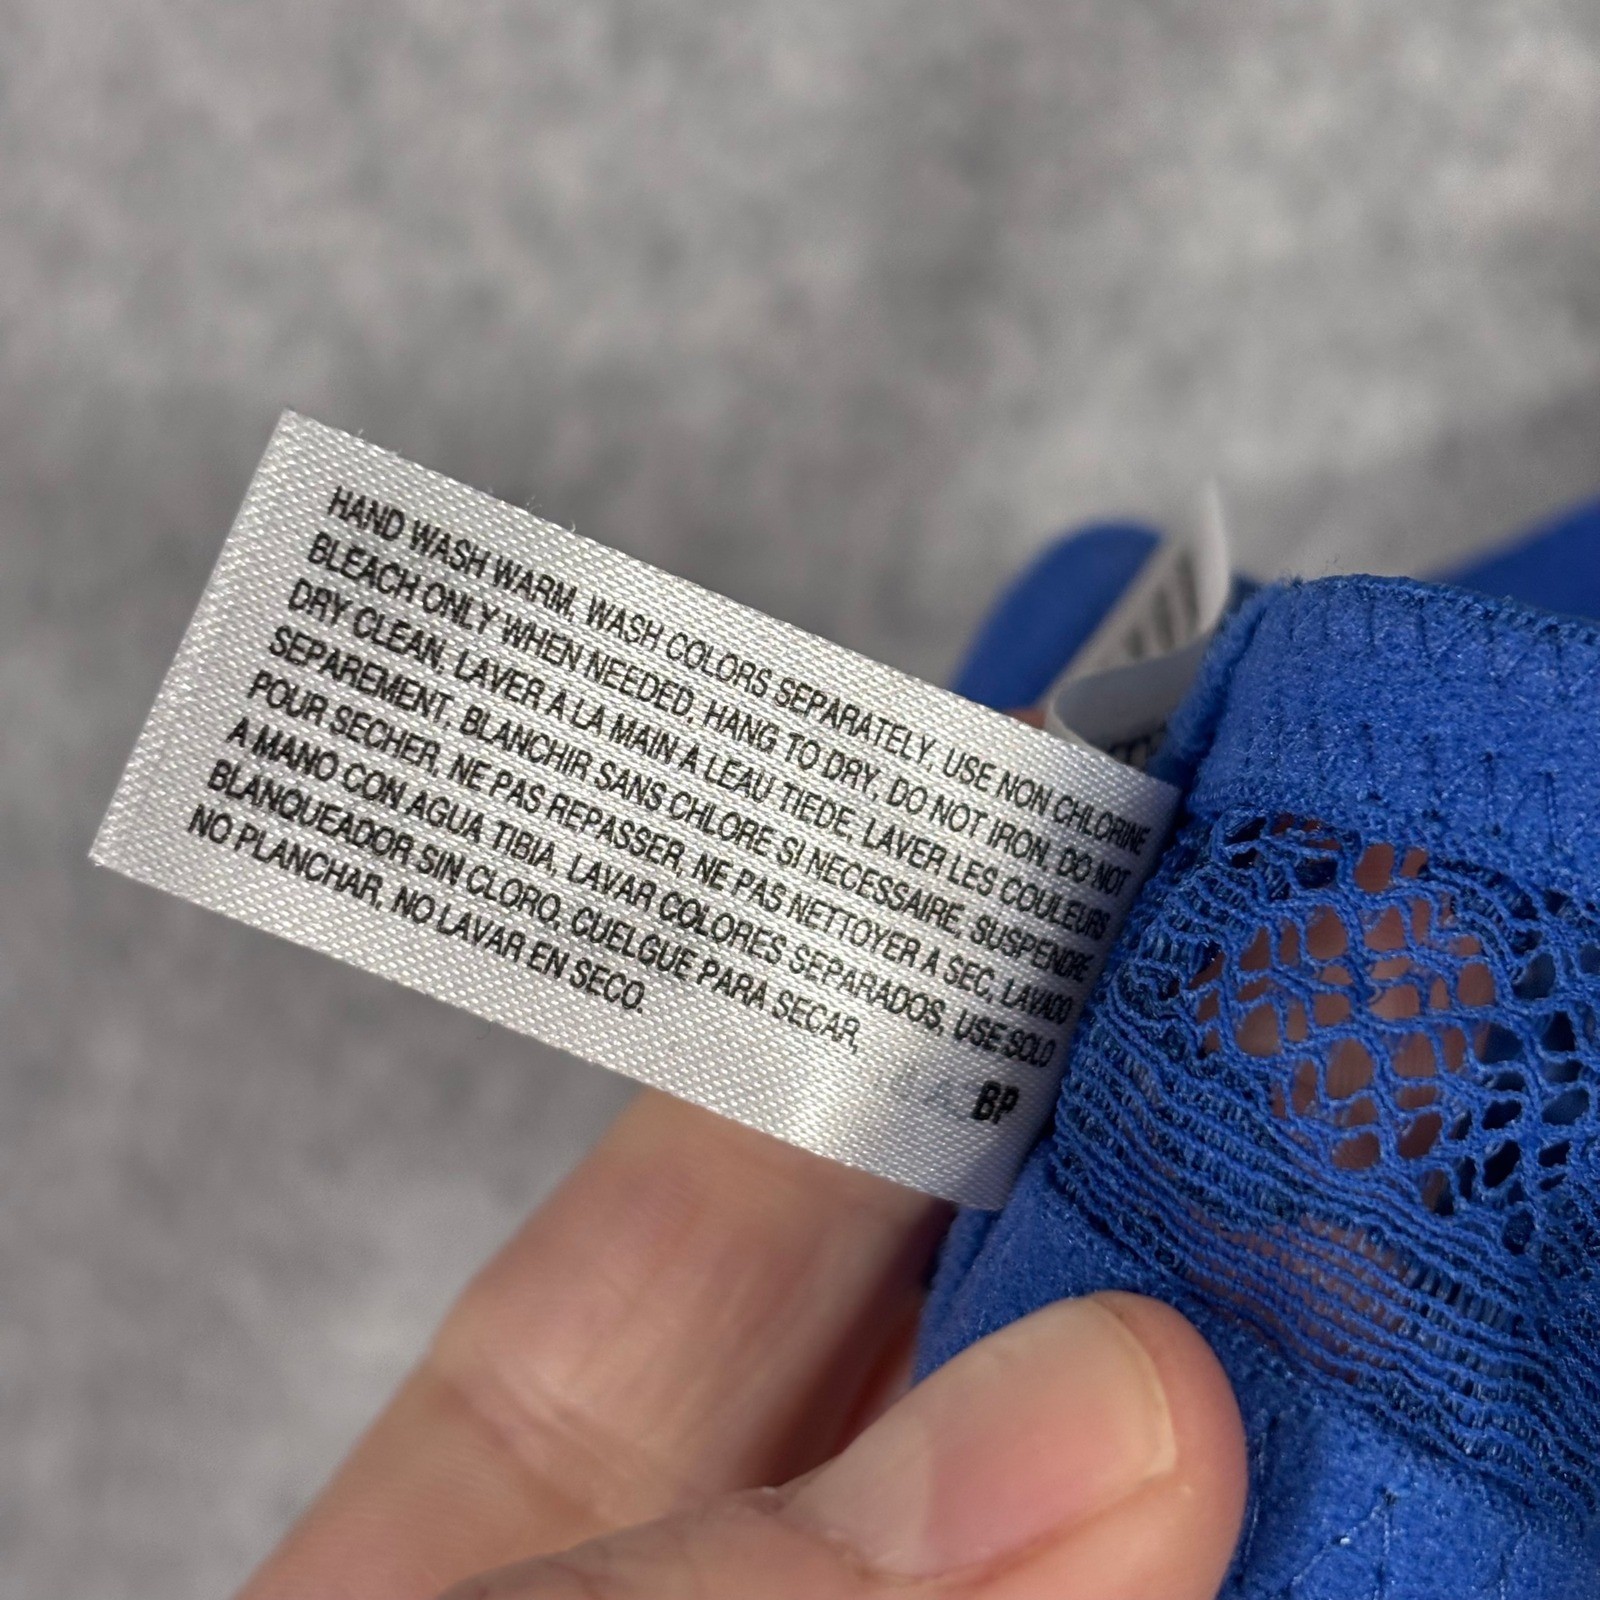 HAND WASH WARM, WASH COLORS SEPARATELY, USE NON CHLORINE
BLEACH ONLY WHEN NEEDED, HANG TO DRY, DO NOT IRON. DO NOT
DRY CLEAN, LAVER A LA MAIN A LEAU TIEDE, LAVER LES COULEURS
SEPAREMENT, BLANCHIR SANS CHLORE SI NECESSAIRE, SUSPENDRE
POUR SECHER, NE PAS REPASSER, NE PAS NETTOYER A SEC, LAVADO
A MANO CON AGUA TIBIA, LAVAR COLORES SEPARADOS, USE SOLO
BLANQUEADOR SIN CLORO, CUELGUE PARA SECAR,
NO PLANCHAR, NO LAVAR EN SECO.
BP